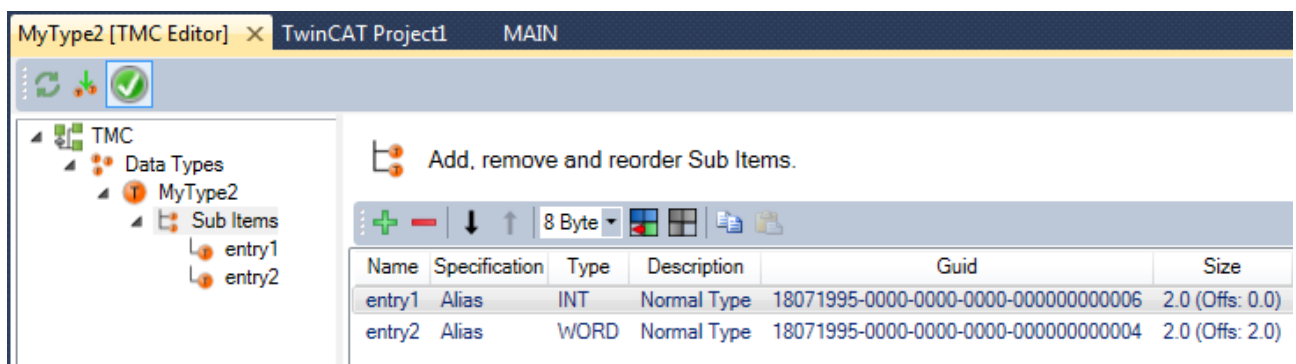 MyType2 [TMC Editor] TwinCAT Project1 MAIN
TMC
Data Types
MyType2
Sub Items
entry1
entry2
Add, remove and reorder Sub Items.
8 Byte
Name Specification Type Description Guid Size
entry1 Alias INT Normal Type 18071995-0000-0000-0000-000000000006 2.0 (Offs: 0.0)
entry2 Alias WORD Normal Type 18071995-0000-0000-0000-000000000004 2.0 (Offs: 2.0)